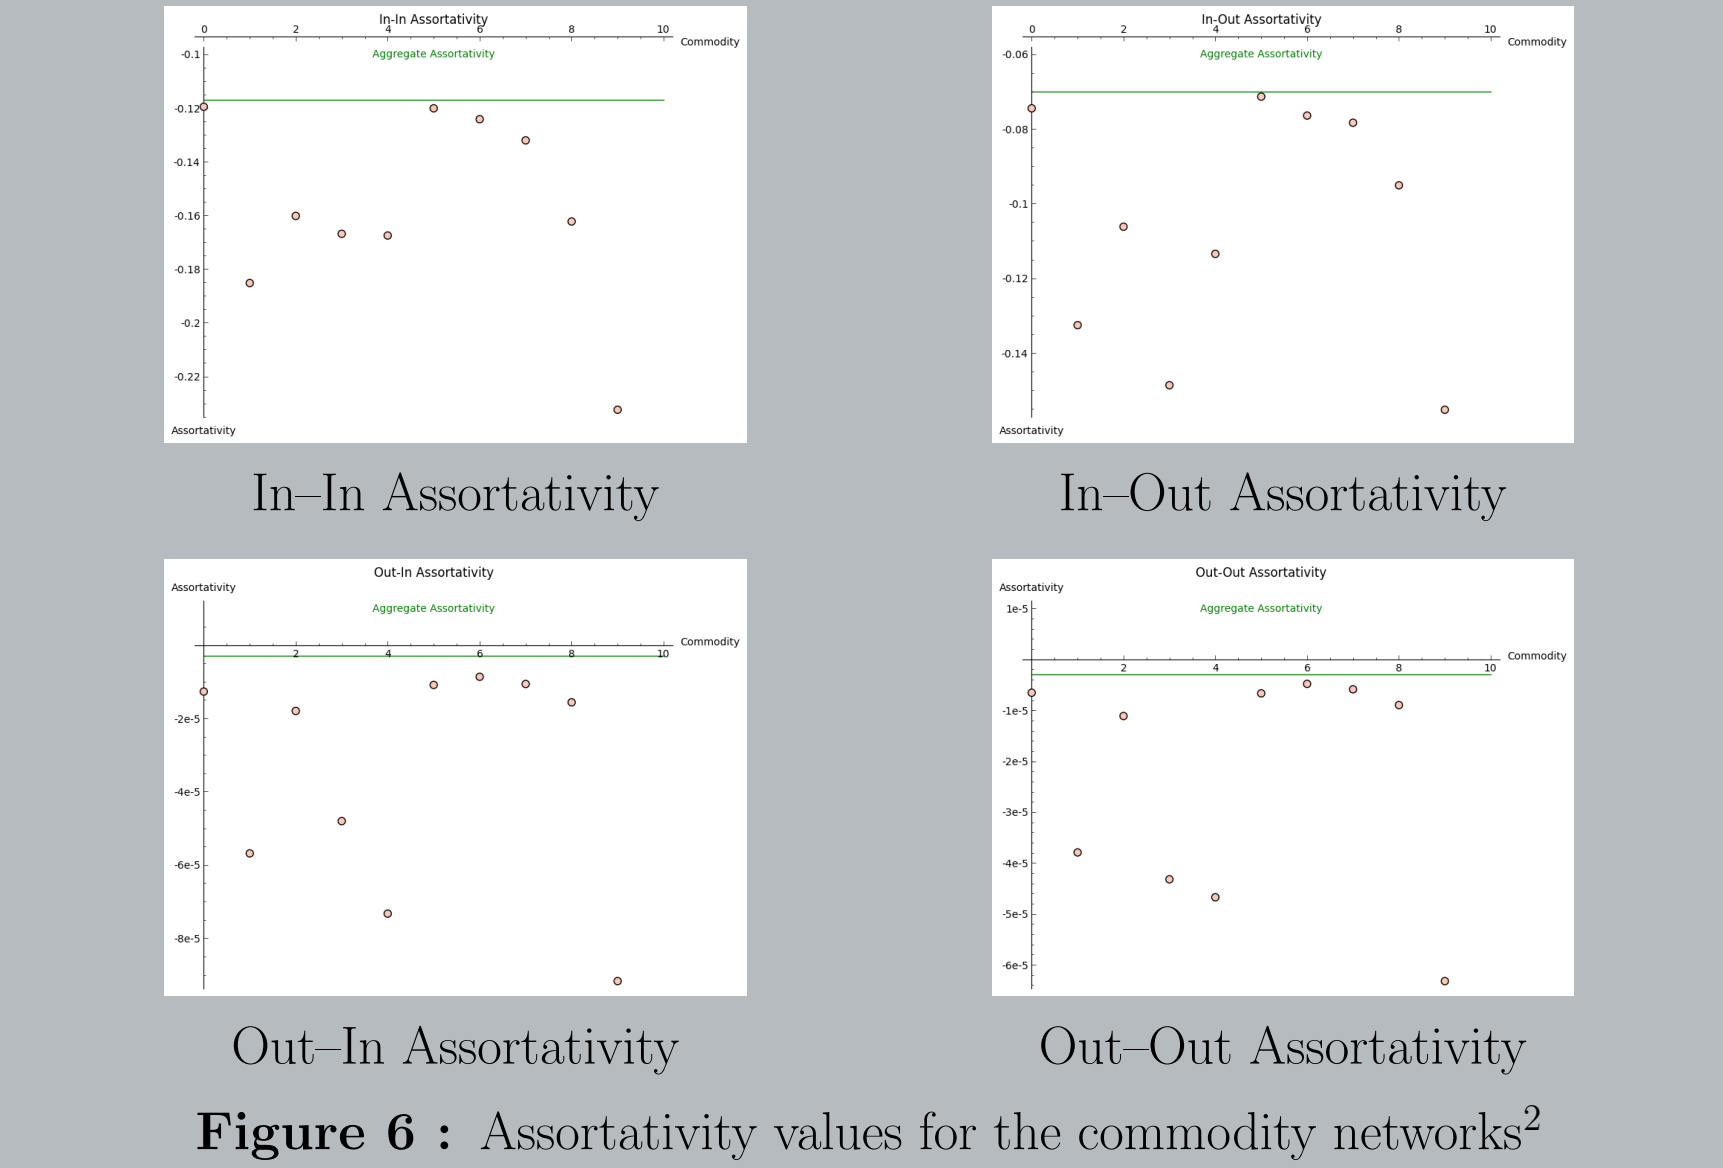 In-In Assortativity
0 2 4 6 8 10
Commodity
Aggregate Assortativity
-0.1
-0.12
-0.14
-0.16
-0.18
-0.2
-0.22
Assortativity
In–In Assortativity
In-Out Assortativity
0 2 4 6 8 10
Commodity
Aggregate Assortativity
-0.06
-0.08
-0.1
-0.12
-0.14
Assortativity
In–Out Assortativity
Out-In Assortativity
Assortativity
Aggregate Assortativity
Commodity
2 4 6 8 10
-2e-5
-4e-5
-6e-5
-8e-5
Out–In Assortativity
Out-Out Assortativity
Assortativity
1e-5
Aggregate Assortativity
Commodity
2 4 6 8 10
-1e-5
-2e-5
-3e-5
-4e-5
-5e-5
-6e-5
Out–Out Assortativity
Figure 6 : Assortativity values for the commodity networks²